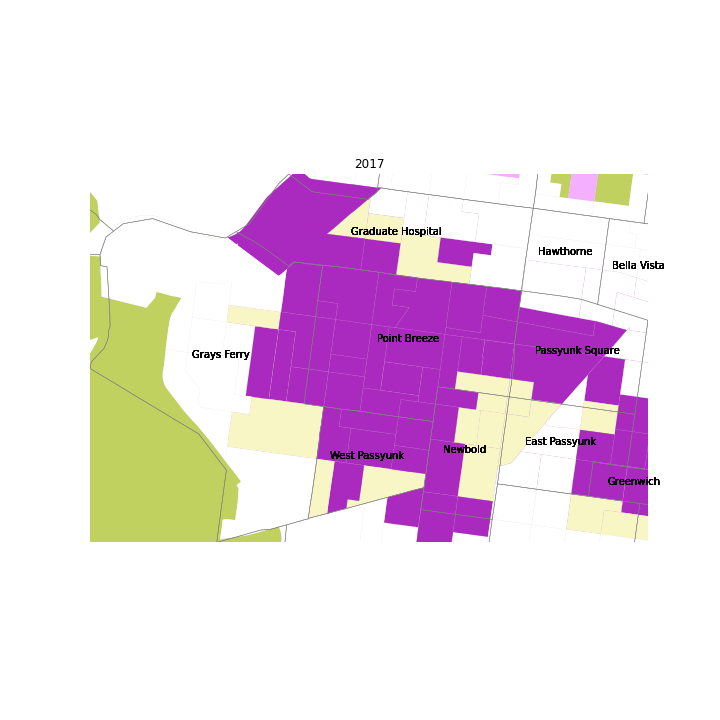 2017
Graduate Hospital
Hawthorne
Bella Vista
Point Breeze
Passyunk Square
Grays Ferry
East Passyunk
Newbold
West Passyunk
Greenwich